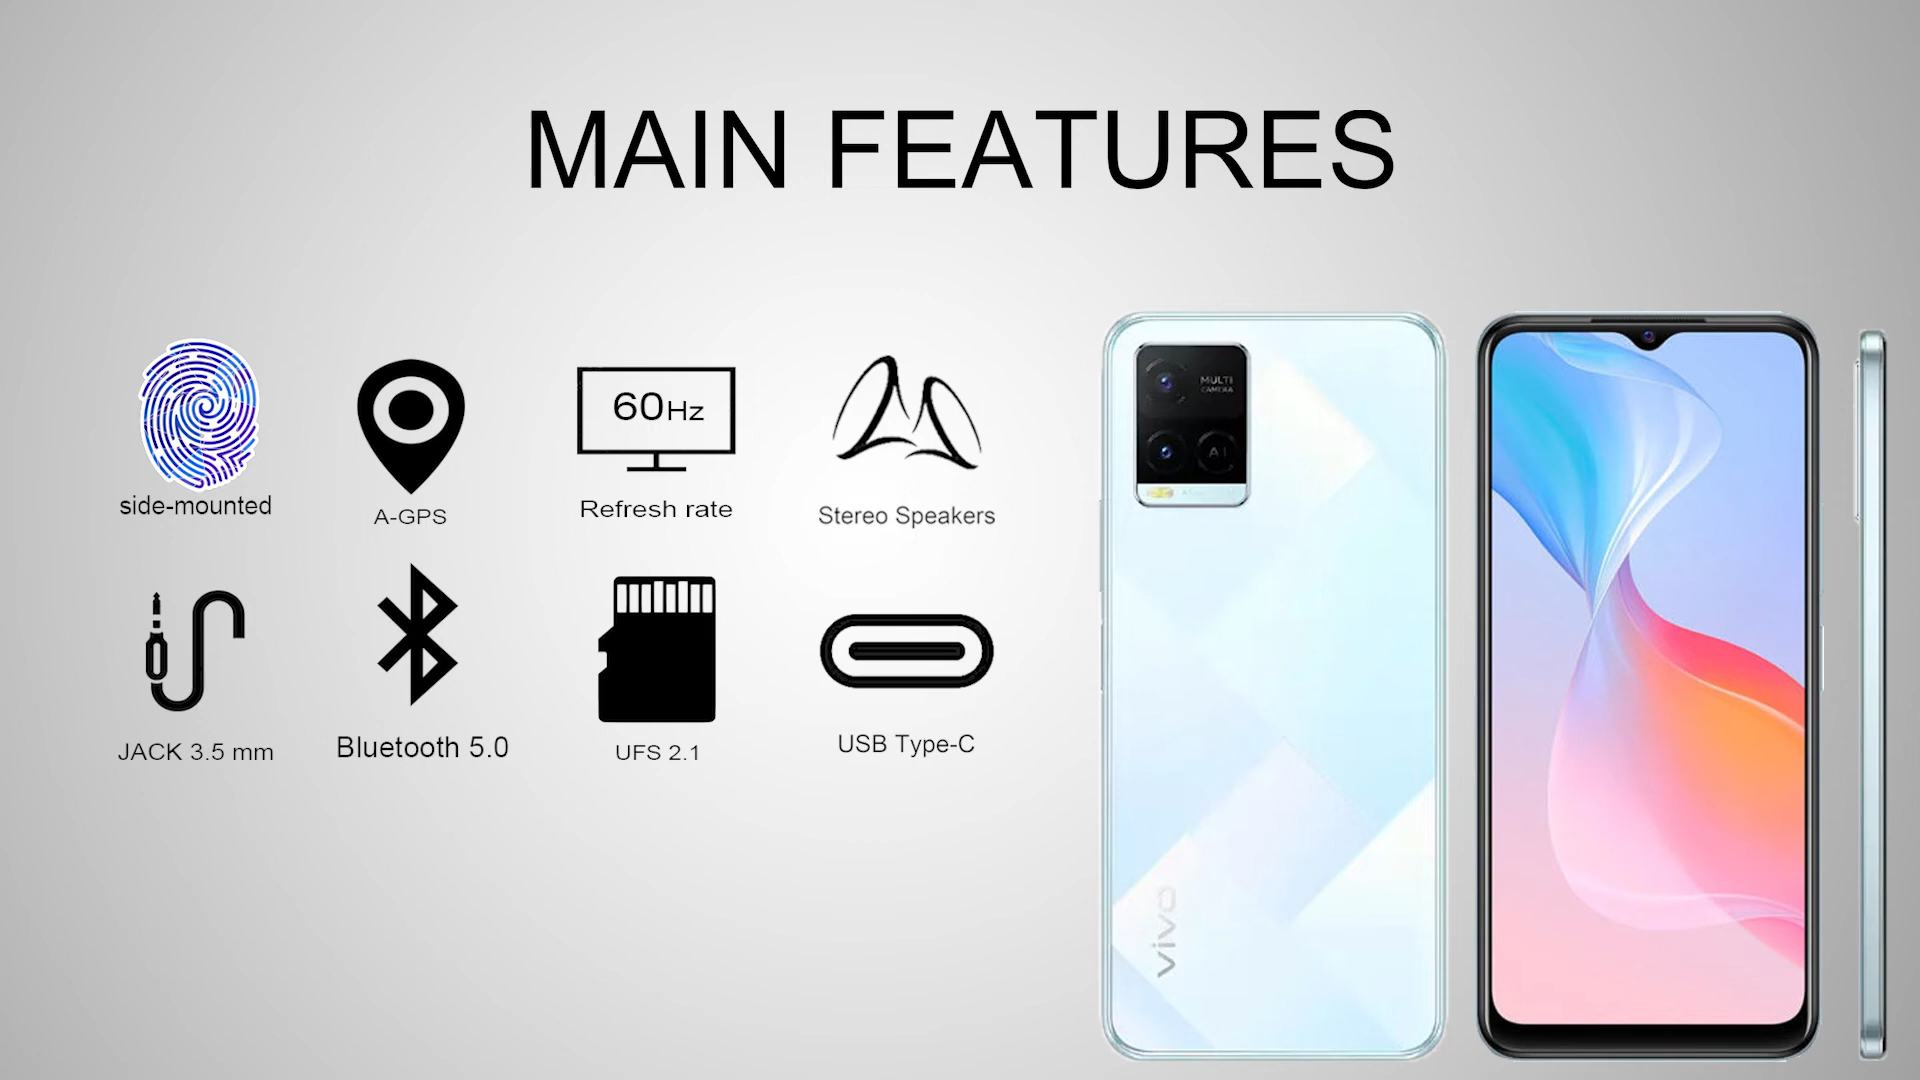 MAIN FEATURES
60Hz
side-mounted
A-GPS
Refresh rate
Stereo Speakers
JACK 3.5 mm
Bluetooth 5.0
UFS 2.1
USB Type-C
MULTI
CAMERA
AI
vivo